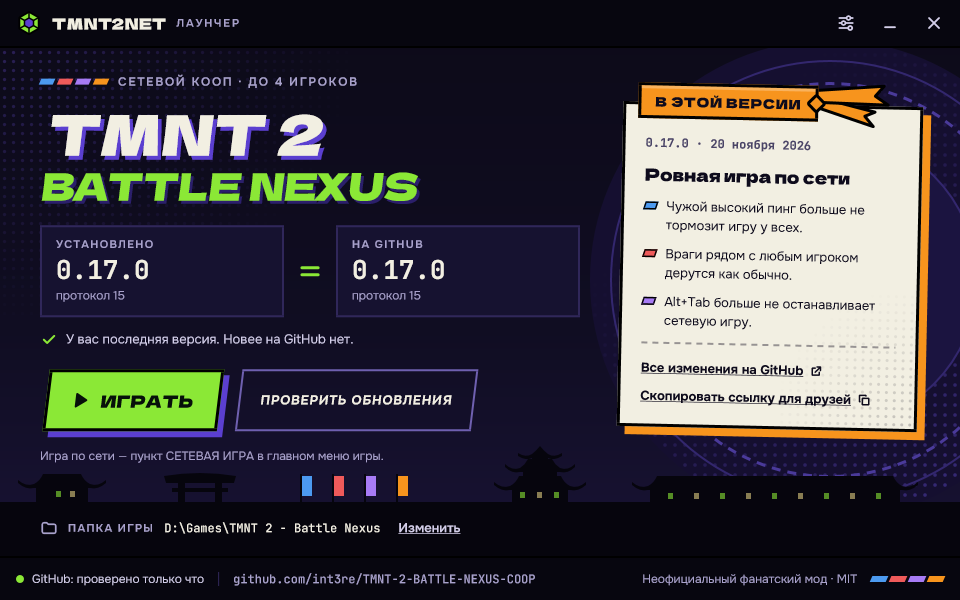 TMNT2NET ЛАУНЧЕР
СЕТЕВОЙ КООП · ДО 4 ИГРОКОВ
TMNT 2
BATTLE NEXUS
УСТАНОВЛЕНО
0.17.0
протокол 15
=
НА GITHUB
0.17.0
протокол 15
У вас последняя версия. Новее на GitHub нет.
ИГРАТЬ
ПРОВЕРИТЬ ОБНОВЛЕНИЯ
Игра по сети — пункт СЕТЕВАЯ ИГРА в главном меню игры.
В ЭТОЙ ВЕРСИИ
0.17.0 · 20 ноября 2026
Ровная игра по сети
Чужой высокий пинг больше не
тормозит игру у всех.
Враги рядом с любым игроком
дерутся как обычно.
Alt+Tab больше не останавливает
сетевую игру.
Все изменения на GitHub
Скопировать ссылку для друзей
ПАПКА ИГРЫ D:\Games\TMNT 2 - Battle Nexus Изменить
GitHub: проверено только что
github.com/int3re/TMNT-2-BATTLE-NEXUS-COOP
Неофициальный фанатский мод · MIT